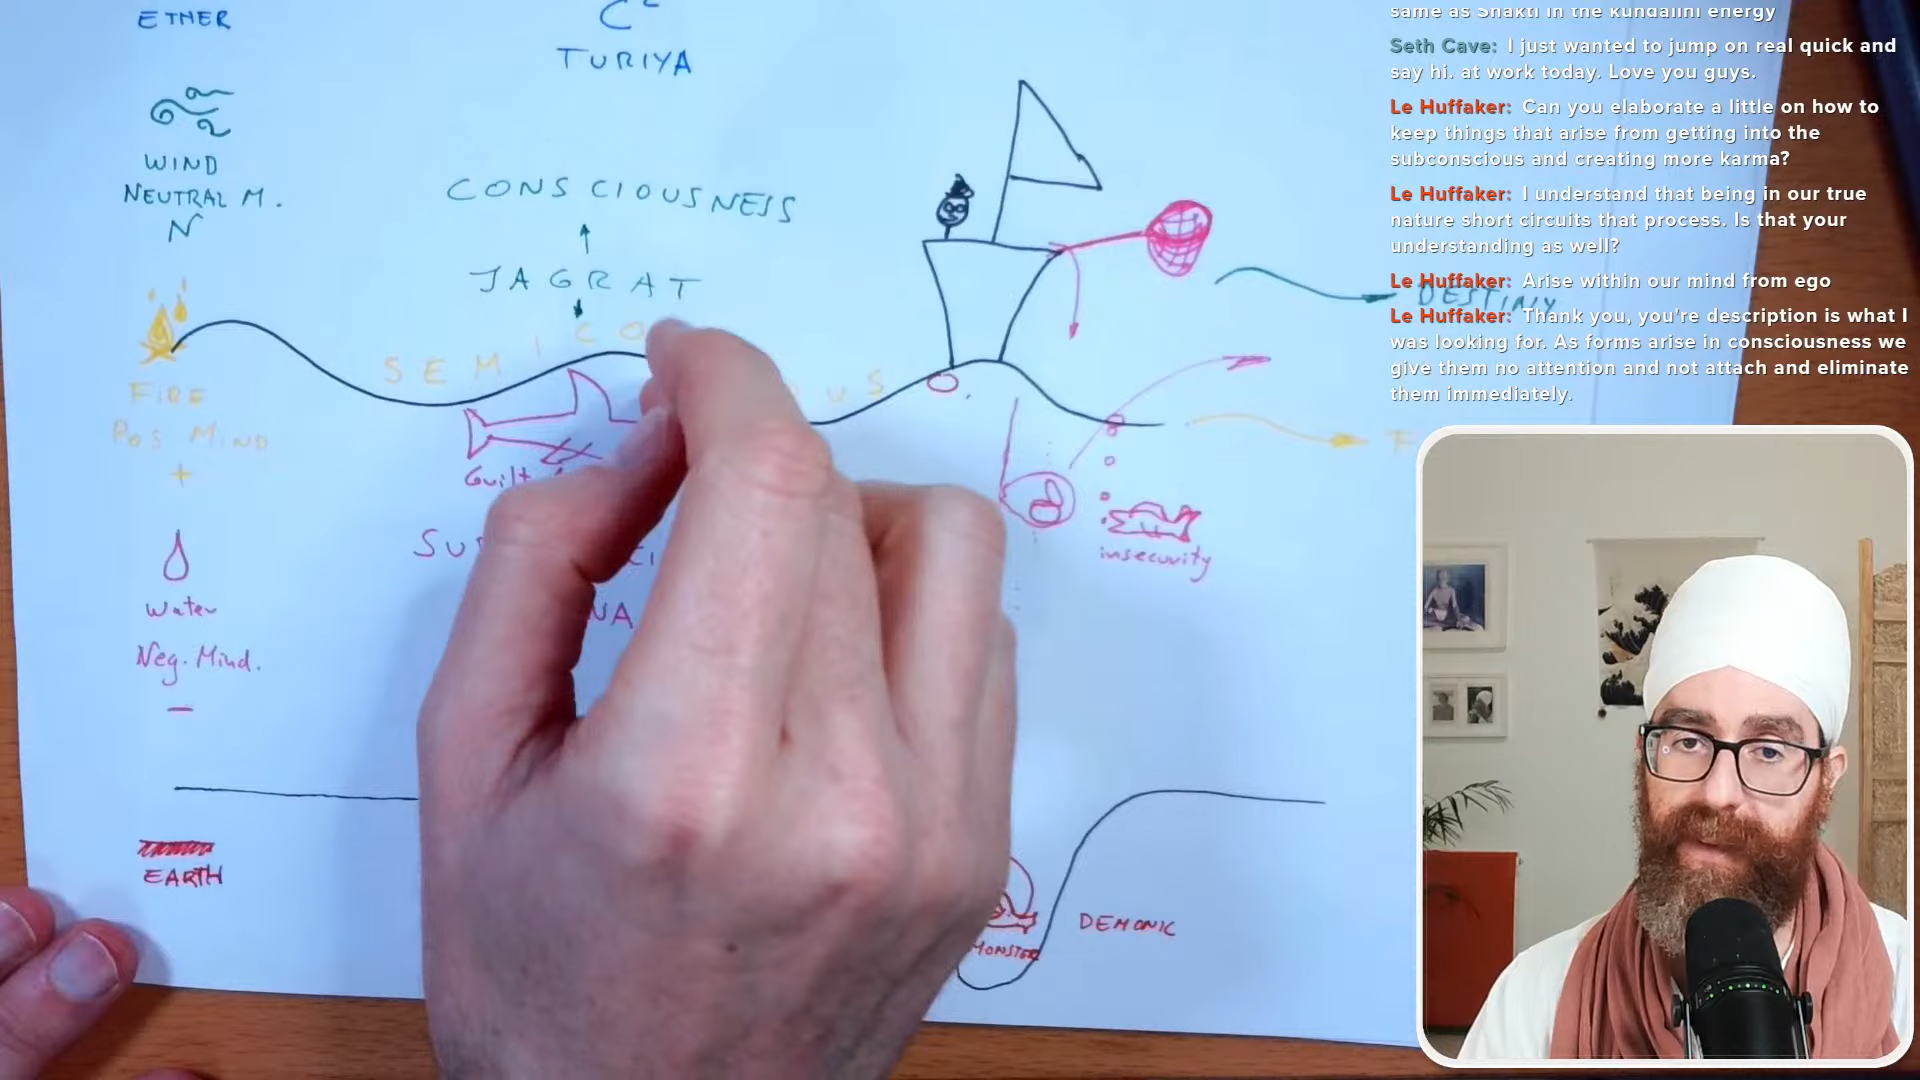 ETHER
C²
TURIYA
WIND
NEUTRAL M.
N
CONSCIOUSNESS
JAGRAT
DESTINY
SEMI CO
US
FIRE
POS MIND
+
Guilt
insecurity
Water
Neg. Mind.
-
EARTH
MONSTER
DEMONIC
same as Shakti in the kundalini energy
Seth Cave: I just wanted to jump on real quick and
say hi. at work today. Love you guys.
Le Huffaker: Can you elaborate a little on how to
keep things that arise from getting into the
subconscious and creating more karma?
Le Huffaker: I understand that being in our true
nature short circuits that process. Is that your
understanding as well?
Le Huffaker: Arise within our mind from ego
Le Huffaker: Thank you, you're description is what I
was looking for. As forms arise in consciousness we
give them no attention and not attach and eliminate
them immediately.